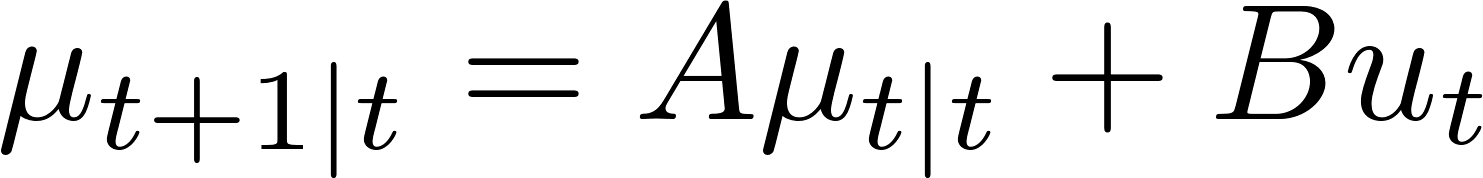 μ_{t+1|t} = Aμ_{t|t} + Bu_t